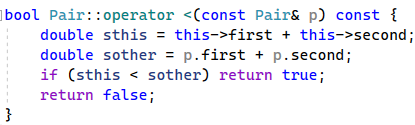 bool Pair::operator <(const Pair& p) const {
    double sthis = this->first + this->second;
    double sother = p.first + p.second;
    if (sthis < sother) return true;
    return false;
}